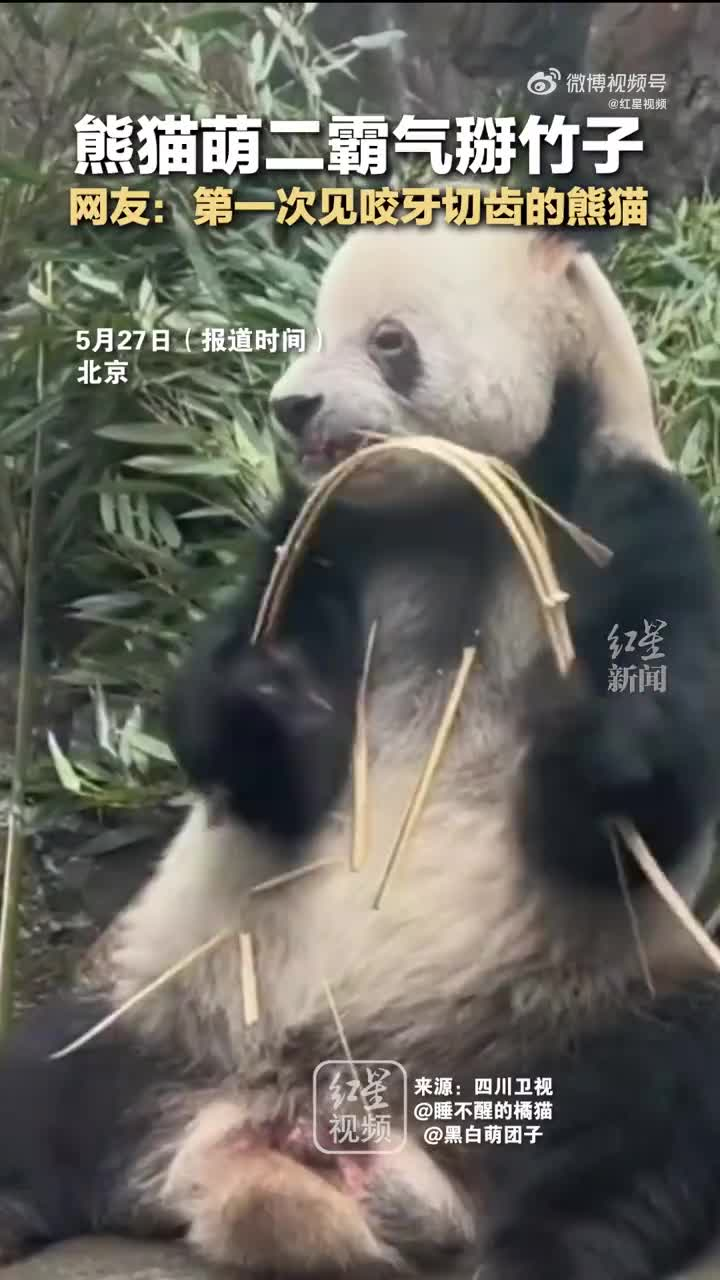 微博视频号
@红星视频
熊猫萌二霸气掰竹子
网友：第一次见咬牙切齿的熊猫
5月27日（报道时间）
北京
红星
新闻
红星
视频
来源：四川卫视
@睡不醒的橘猫
@黑白萌团子